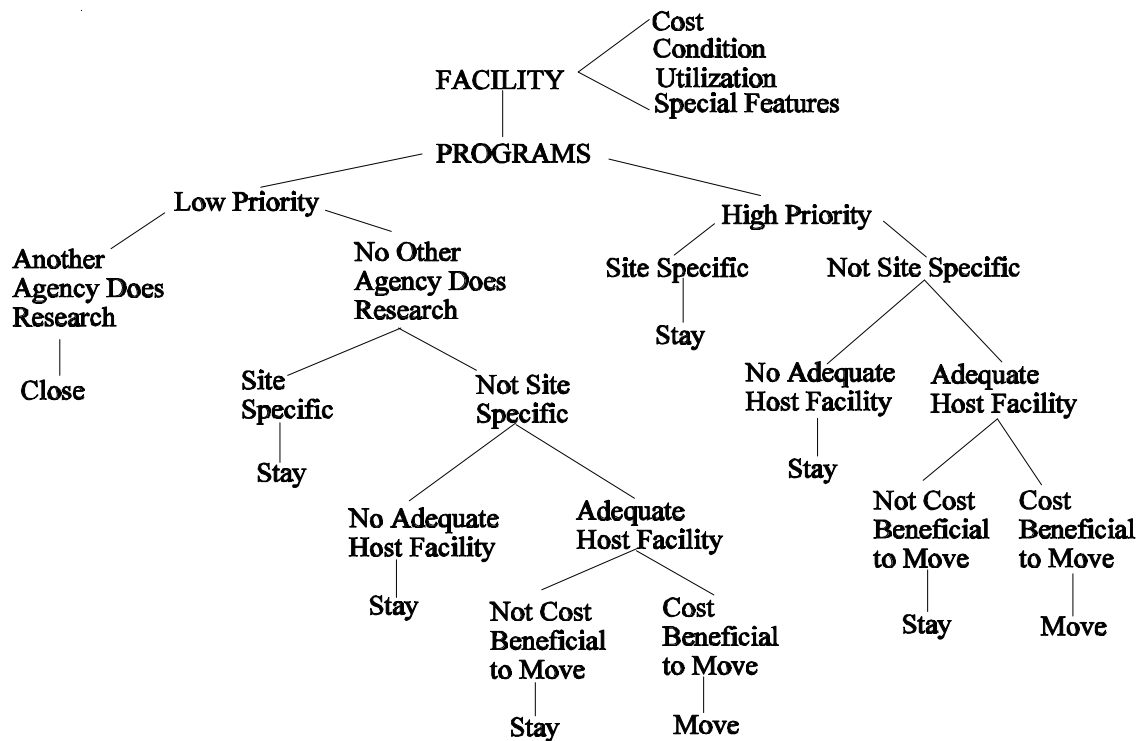 Cost
Condition
Utilization
Special Features
FACILITY
PROGRAMS
Low Priority
High Priority
Another
Agency Does
Research
No Other
Agency Does
Research
Site Specific
Not Site Specific
Close
Stay
Site
Specific
Not Site
Specific
No Adequate
Host Facility
Adequate
Host Facility
Stay
Stay
No Adequate
Host Facility
Adequate
Host Facility
Not Cost
Beneficial
to Move
Cost
Beneficial
to Move
Stay
Not Cost
Beneficial
to Move
Cost
Beneficial
to Move
Stay
Move
Stay
Move